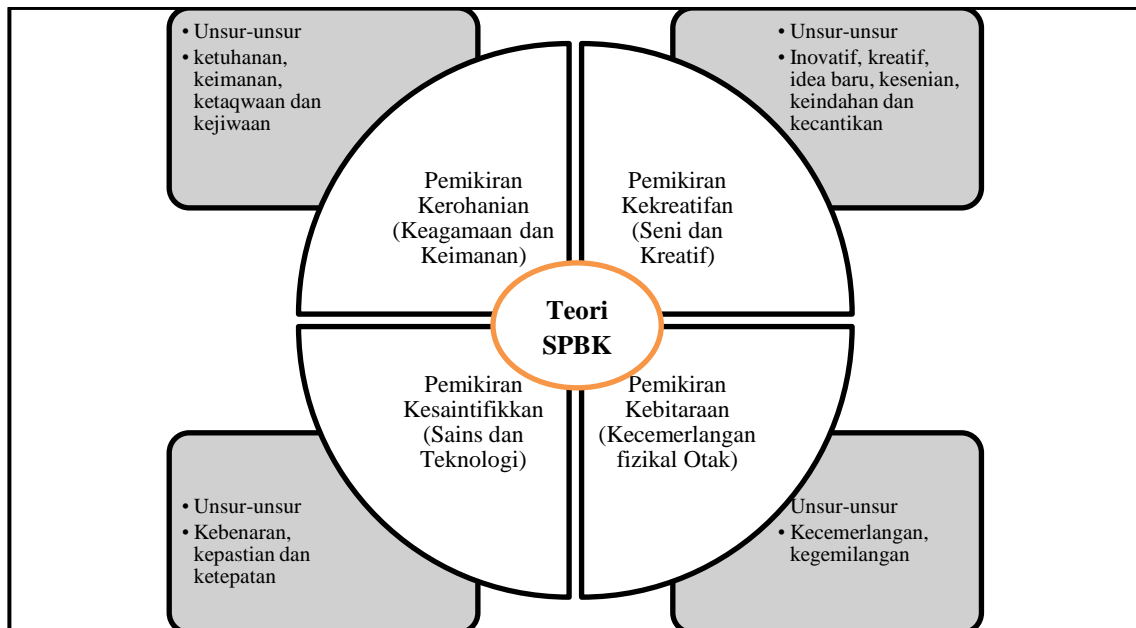 • Unsur-unsur
• ketuhanan,
keimanan,
ketaqwaan dan
kejiwaan
• Unsur-unsur
• Inovatif, kreatif,
idea baru, kesenian,
keindahan dan
kecantikan
Pemikiran
Kerohanian
(Keagamaan dan
Keimanan)
Pemikiran
Kekreatifan
(Seni dan
Kreatif)
Teori
SPBK
Pemikiran
Kesaintifikkan
(Sains dan
Teknologi)
Pemikiran
Kebitaraan
(Kecemerlangan
fizikal Otak)
• Unsur-unsur
• Kebenaran,
kepastian dan
ketepatan
Unsur-unsur
• Kecemerlangan,
kegemilangan